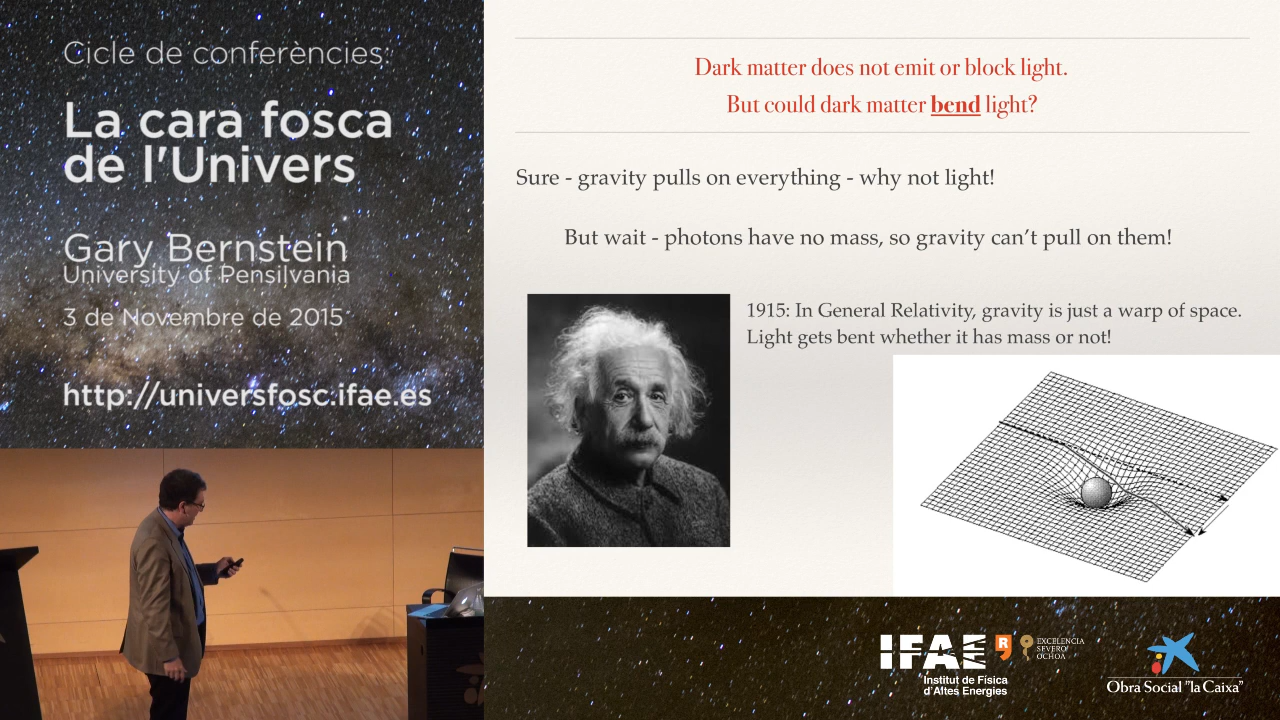 Cicle de conferències:
La cara fosca
de l'Univers
Gary Bernstein
University of Pensilvania
3 de Novembre de 2015
http://universfosc.ifae.es
Dark matter does not emit or block light.
But could dark matter bend light?
Sure - gravity pulls on everything - why not light!
But wait - photons have no mass, so gravity can't pull on them!
1915: In General Relativity, gravity is just a warp of space.
Light gets bent whether it has mass or not!
IFAE
R
EXCELENCIA
SEVERO
OCHOA
Institut de Física
d'Altes Energies
Obra Social "la Caixa"